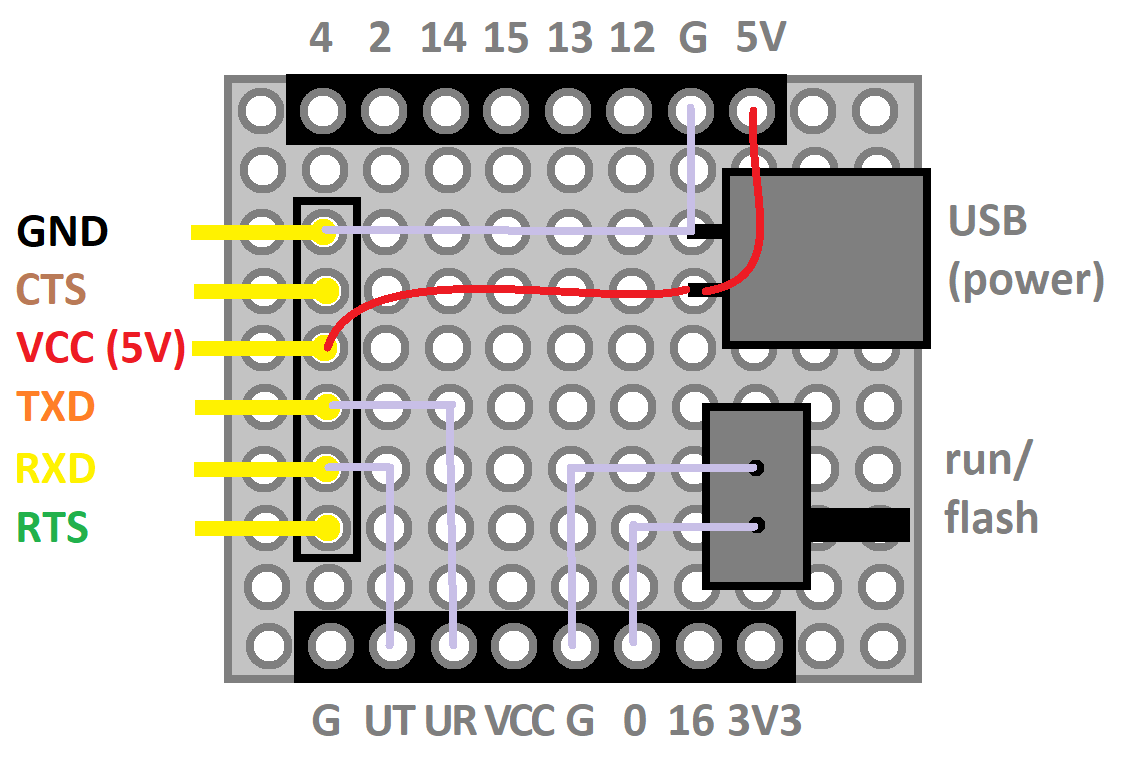 4 2 14 15 13 12 G 5V
GND
CTS
VCC (5V)
TXD
RXD
RTS
USB
(power)
run/
flash
G UT UR VCC G 0 16 3V3